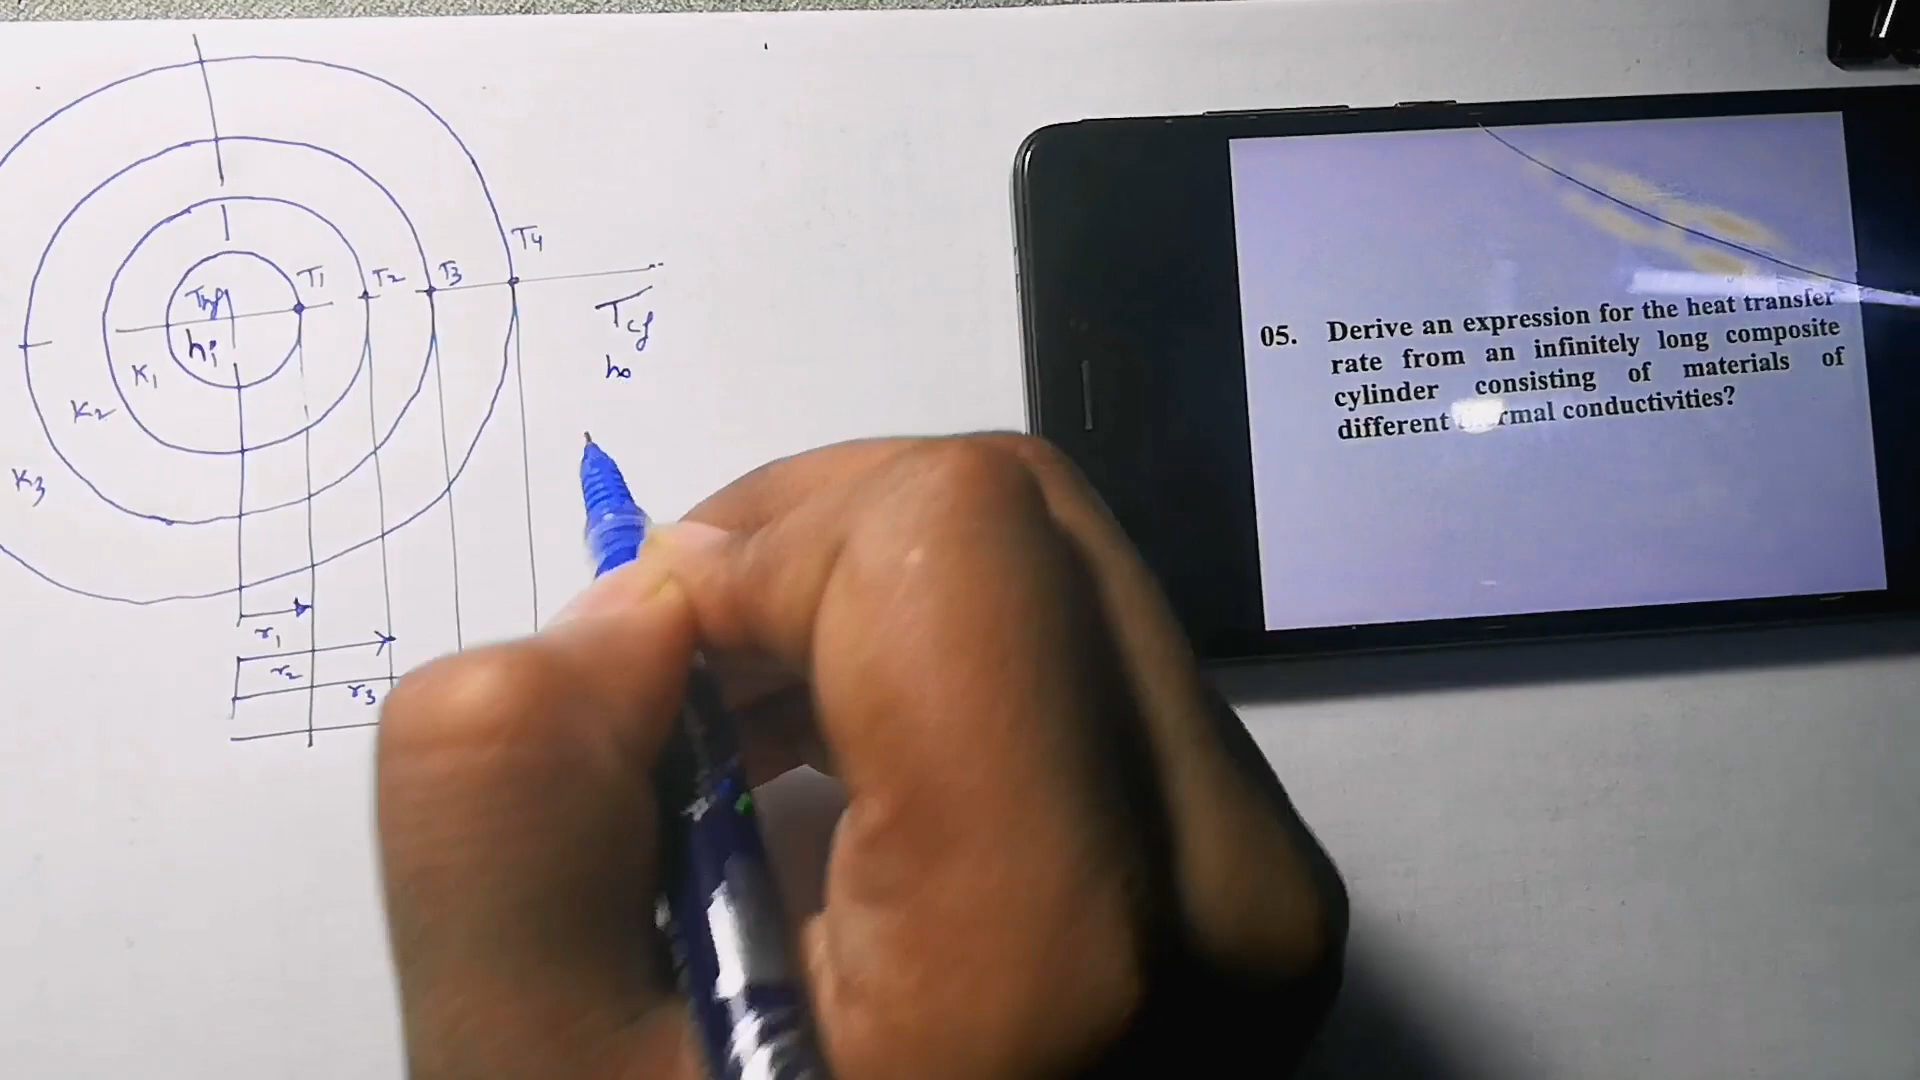 T4
T1
T2
T3
Thf
Tcf
hi
ho
K1
K2
K3
r1
r2
r3
05. Derive an expression for the heat transfer
rate from an infinitely long composite
cylinder consisting of materials of
different conductivities?